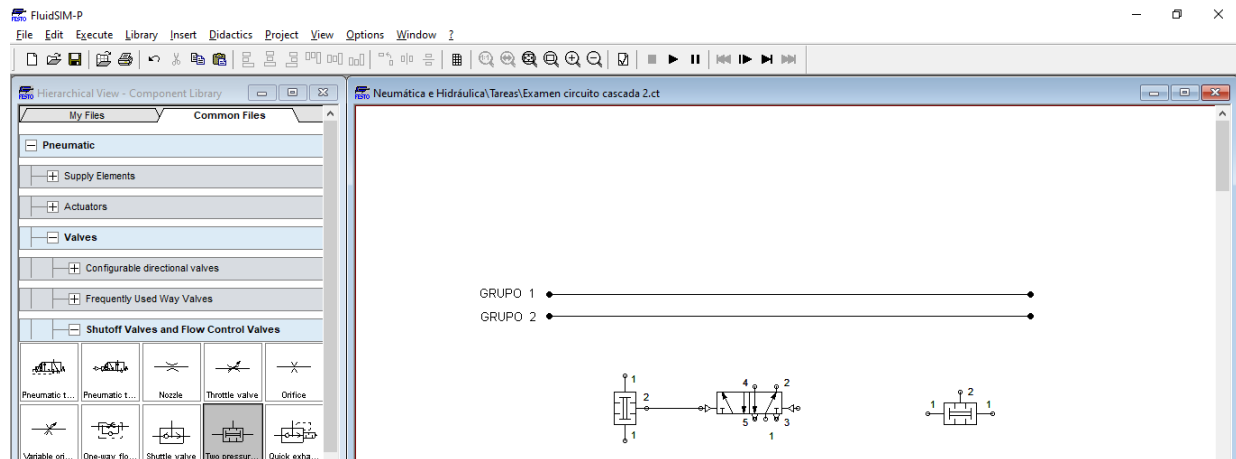 FluidSIM-P
File Edit Execute Library Insert Didactics Project View Options Window ?
Hierarchical View - Component Library
Neumática e Hidráulica\Tareas\Examen circuito cascada 2.ct
My Files Common Files
Pneumatic
Supply Elements
Actuators
Valves
Configurable directional valves
Frequently Used Way Valves
Shutoff Valves and Flow Control Valves
Pneumatic t... Pneumatic t... Nozzle Throttle valve Orifice
Variable ori... One-way flo... Shuttle valve Two pressur... Quick exha...
GRUPO 1
GRUPO 2
1
2
1
4 2
5 3
1
2
1 1